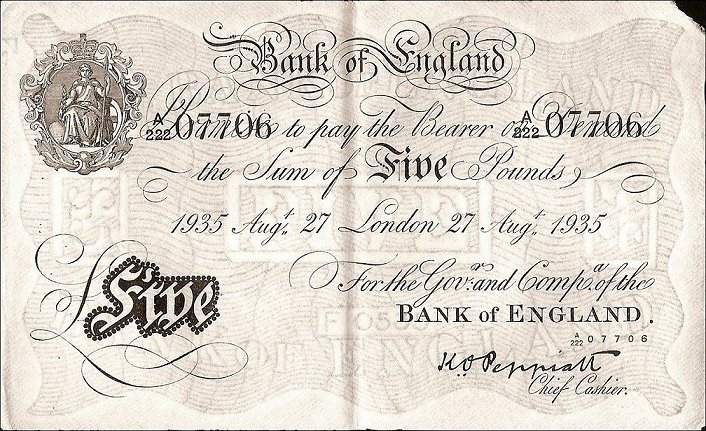 Bank of England
A/222 07706 A/222 07706
I Promise to pay the Bearer on Demand
the Sum of Five Pounds
1935 Augt. 27 London 27 Augt. 1935
For the Govr. and Compa. of the
BANK OF ENGLAND.
Five
A/222 07706
K.O. Peppiatt
Chief Cashier.